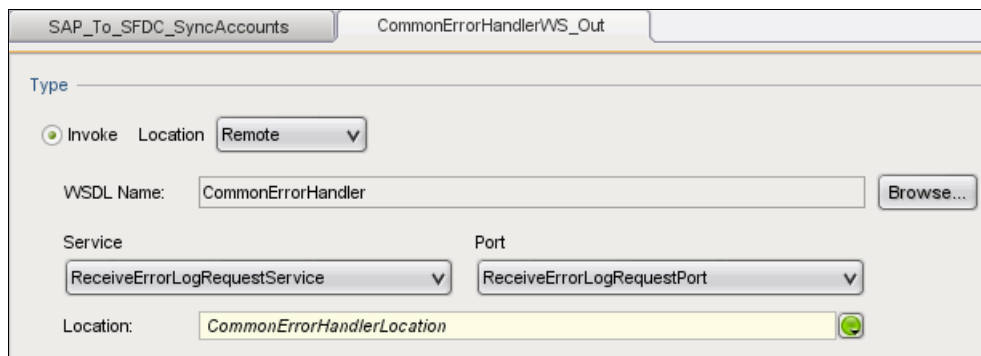 SAP_To_SFDC_SyncAccounts CommonErrorHandlerWS_Out
Type
Invoke Location Remote
WSDL Name: CommonErrorHandler Browse...
Service Port
ReceiveErrorLogRequestService ReceiveErrorLogRequestPort
Location: CommonErrorHandlerLocation